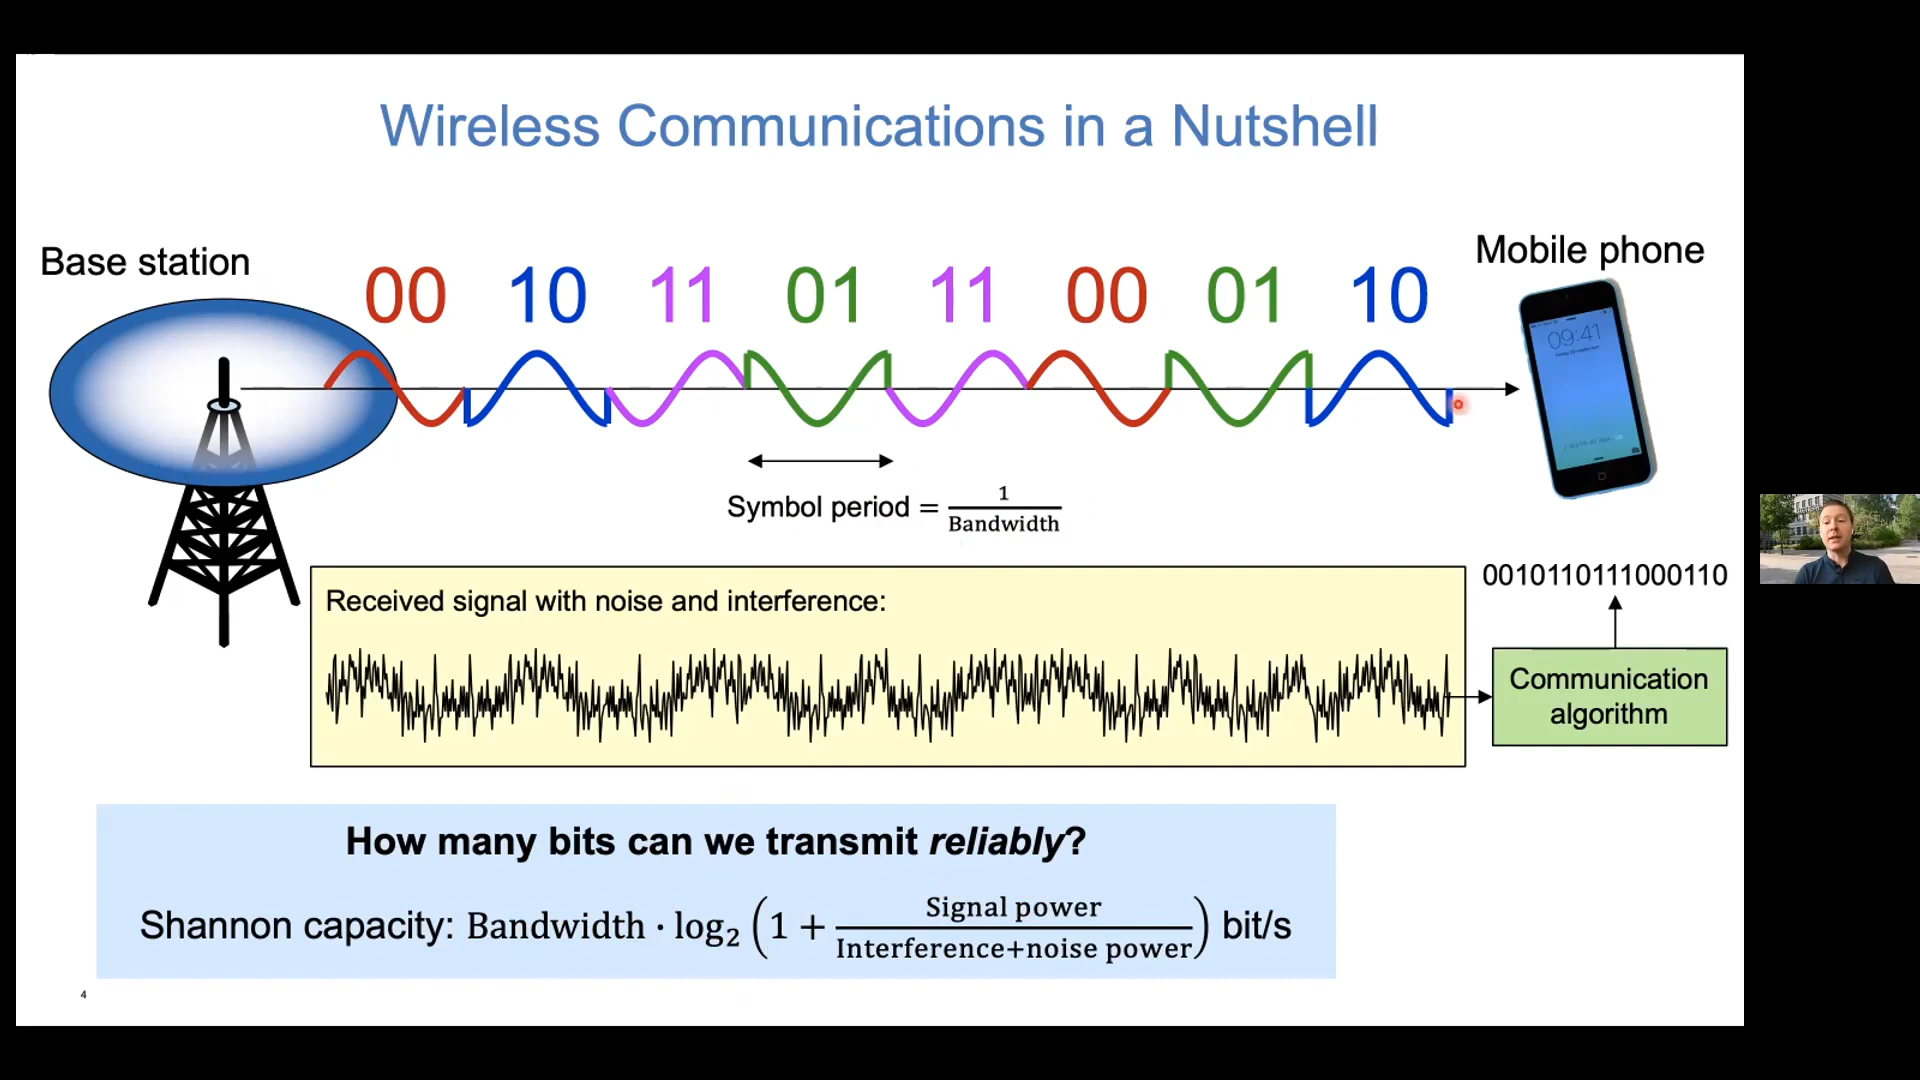 Wireless Communications in a Nutshell
Base station
Mobile phone
00 10 11 01 11 00 01 10
09:41
Symbol period = 1/Bandwidth
Received signal with noise and interference:
0010110111000110
Communication
algorithm
How many bits can we transmit reliably?
Shannon capacity: Bandwidth · log₂ (1 + Signal power/Interference+noise power) bit/s
4